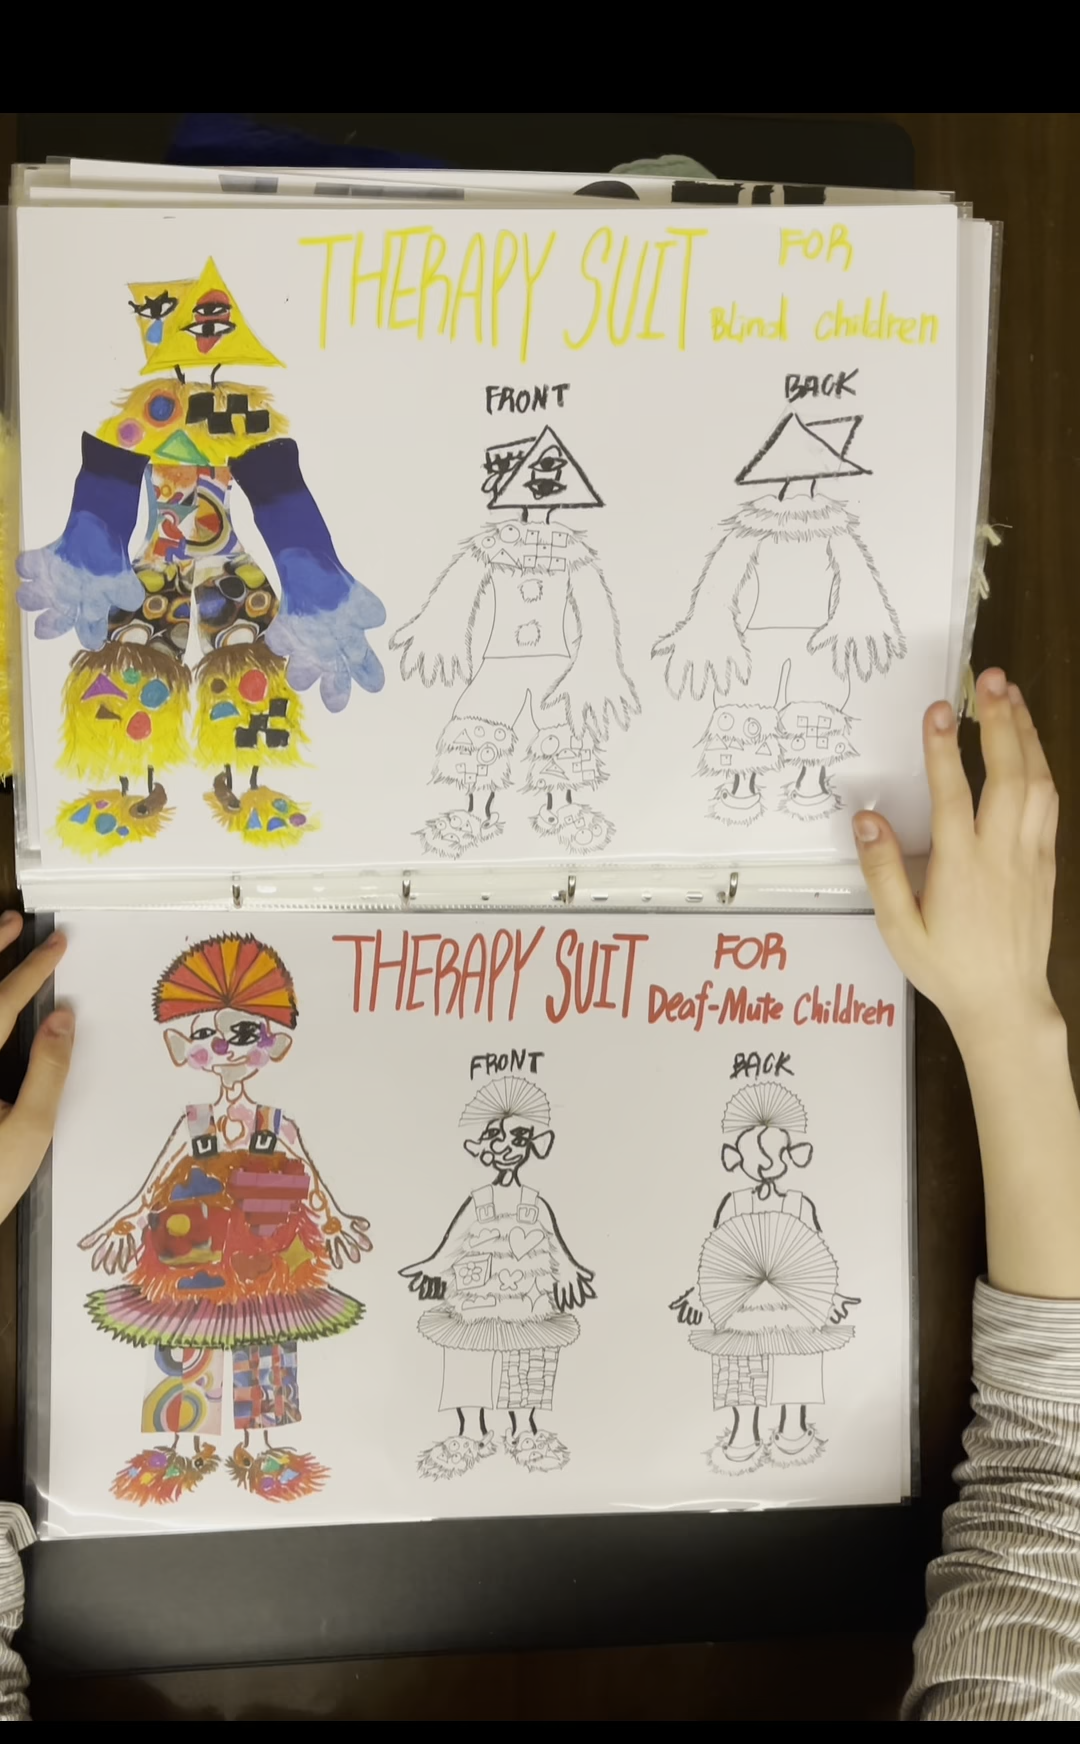 THERAPY SUIT FOR
Blind children
FRONT
BACK
THERAPY SUIT FOR
Deaf-Mute Children
FRONT
BACK